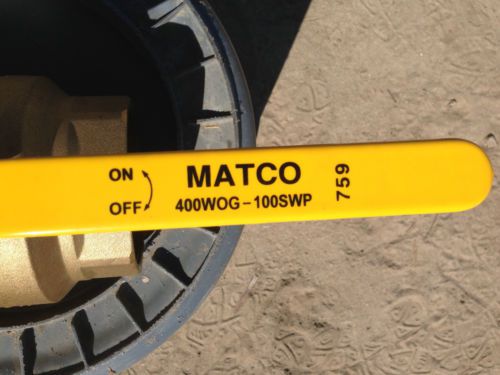 ON
OFF
MATCO
400WOG-100SWP
759